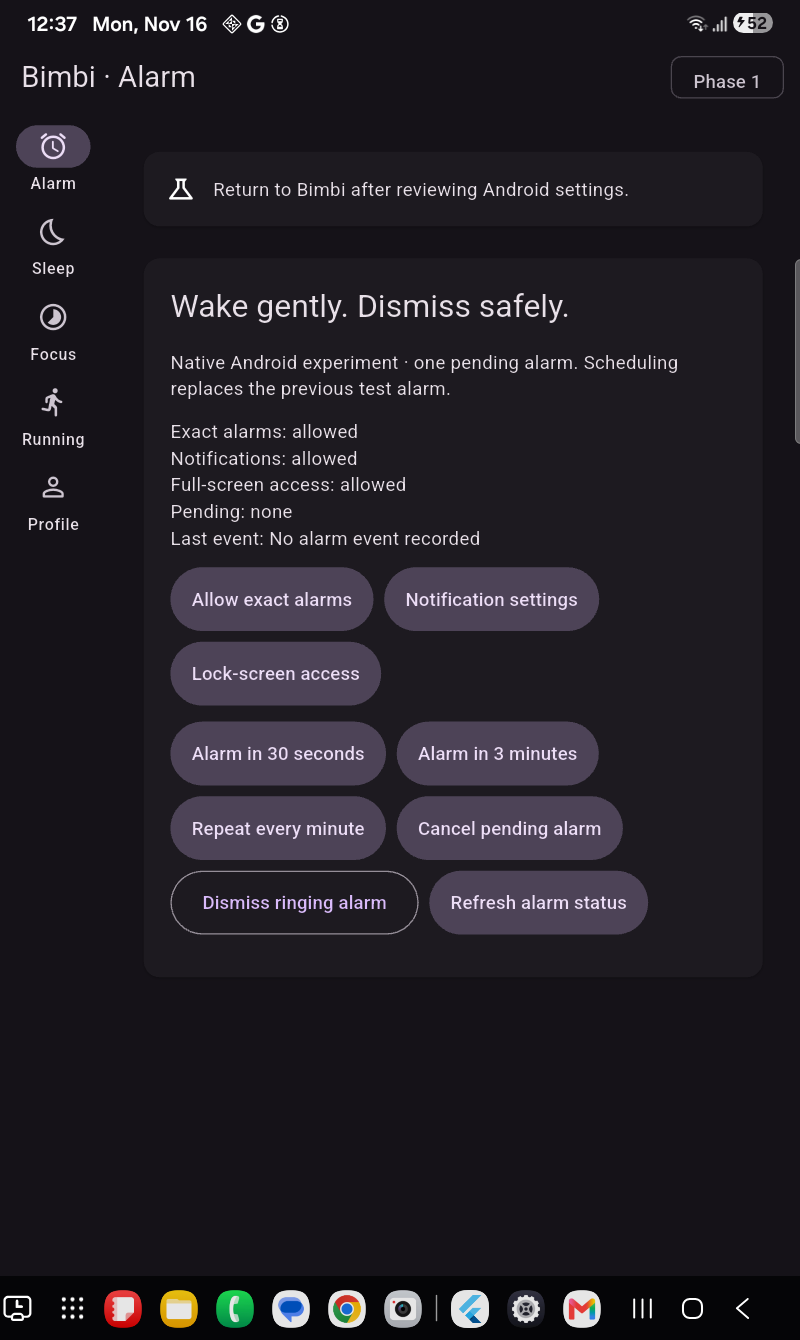 12:37 Mon, Nov 16
52
Bimbi · Alarm
Phase 1
Alarm
Sleep
Focus
Running
Profile
Return to Bimbi after reviewing Android settings.
Wake gently. Dismiss safely.
Native Android experiment · one pending alarm. Scheduling
replaces the previous test alarm.
Exact alarms: allowed
Notifications: allowed
Full-screen access: allowed
Pending: none
Last event: No alarm event recorded
Allow exact alarms
Notification settings
Lock-screen access
Alarm in 30 seconds
Alarm in 3 minutes
Repeat every minute
Cancel pending alarm
Dismiss ringing alarm
Refresh alarm status